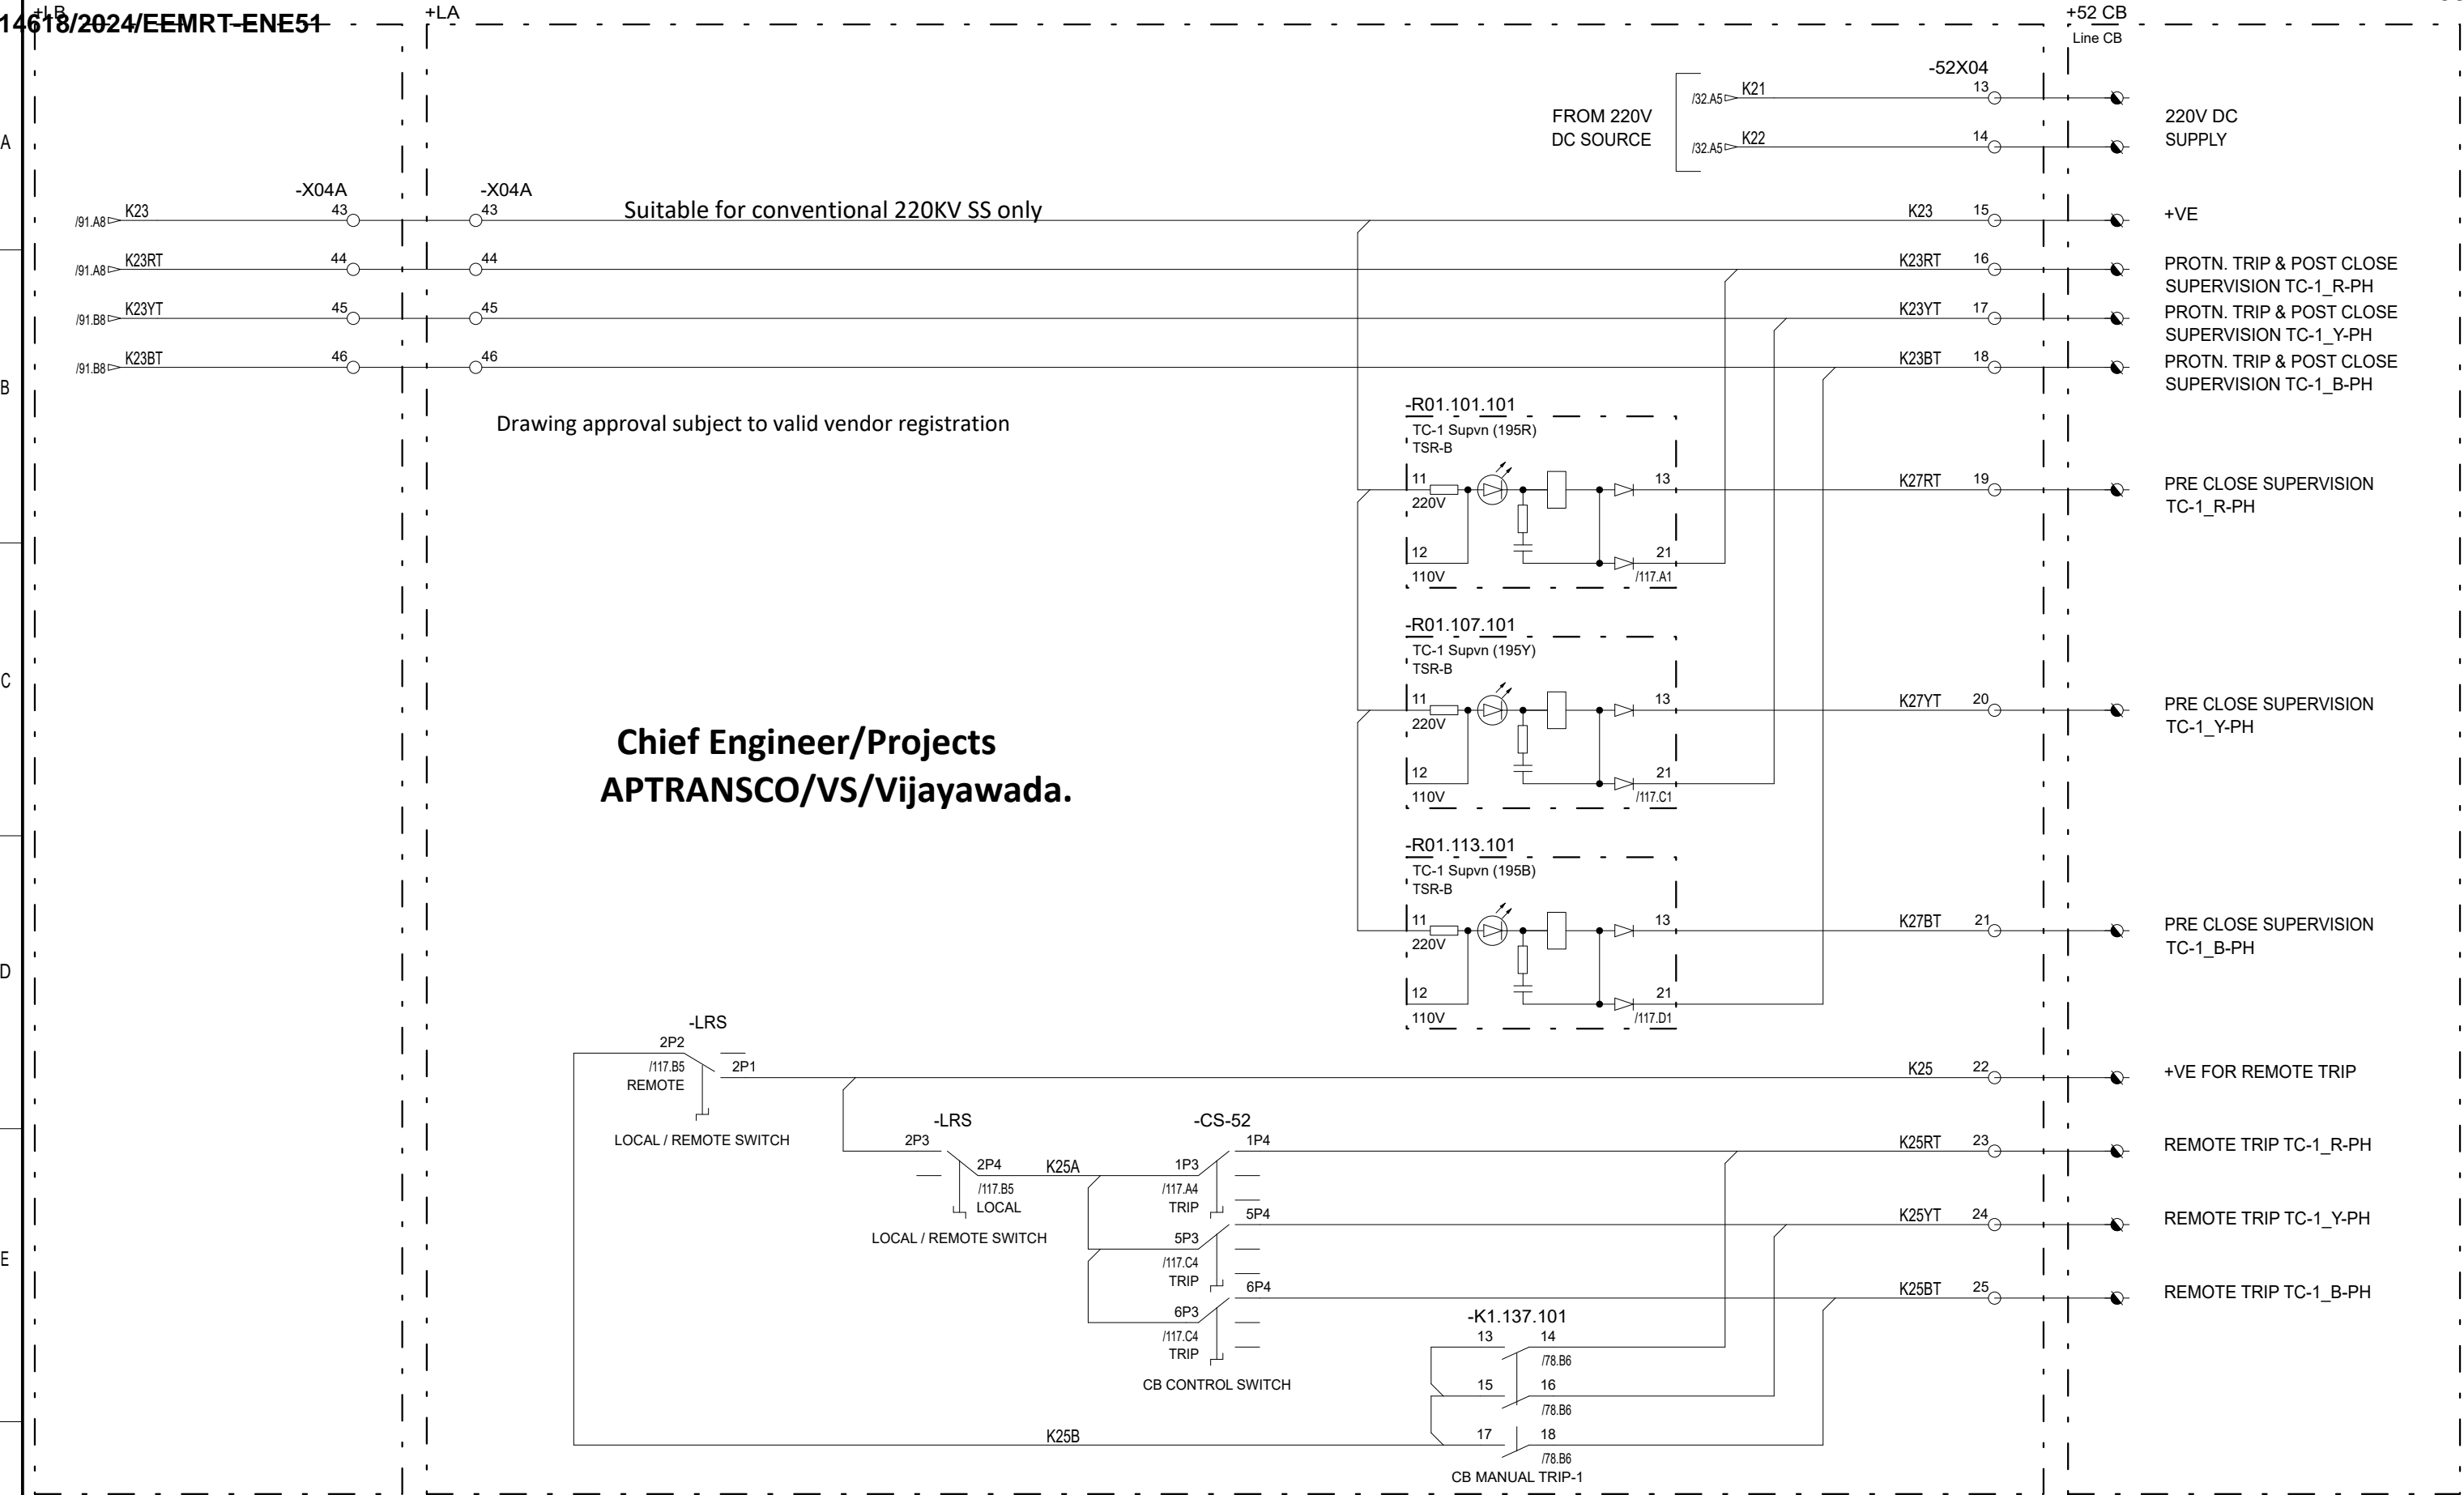 +LB
14618/2024/EEMRT-ENE51
+LA
+52 CB
Line CB
-52X04
/32.A5 K21 13
FROM 220V
DC SOURCE
220V DC
SUPPLY
A
/32.A5 K22 14
-X04A
-X04A
Suitable for conventional 220KV SS only
/91.A8 K23 43 43 K23 15 +VE
/91.A8 K23RT 44 44 K23RT 16 PROTN. TRIP & POST CLOSE
SUPERVISION TC-1_R-PH
/91.B8 K23YT 45 45 K23YT 17 PROTN. TRIP & POST CLOSE
SUPERVISION TC-1_Y-PH
/91.B8 K23BT 46 46 K23BT 18 PROTN. TRIP & POST CLOSE
SUPERVISION TC-1_B-PH
B
Drawing approval subject to valid vendor registration
-R01.101.101
TC-1 Supvn (195R)
TSR-B
11 13 K27RT 19 PRE CLOSE SUPERVISION
220V
TC-1_R-PH
12 21
110V /117.A1
-R01.107.101
TC-1 Supvn (195Y)
TSR-B
C
11 13 K27YT 20 PRE CLOSE SUPERVISION
220V
TC-1_Y-PH
Chief Engineer/Projects
APTRANSCO/VS/Vijayawada.
12 21
110V /117.C1
-R01.113.101
TC-1 Supvn (195B)
TSR-B
11 13 K27BT 21 PRE CLOSE SUPERVISION
220V
TC-1_B-PH
D
12 21
110V /117.D1
-LRS
2P2
/117.B5 2P1
REMOTE
K25 22 +VE FOR REMOTE TRIP
LOCAL / REMOTE SWITCH
-LRS
-CS-52
2P3 1P4 K25RT 23 REMOTE TRIP TC-1_R-PH
2P4 K25A 1P3
/117.B5 /117.A4
LOCAL TRIP
5P4 K25YT 24 REMOTE TRIP TC-1_Y-PH
LOCAL / REMOTE SWITCH
5P3
E
/117.C4
TRIP
6P4 K25BT 25 REMOTE TRIP TC-1_B-PH
6P3
/117.C4
TRIP
CB CONTROL SWITCH
-K1.137.101
13 14
/78.B6
15 16
/78.B6
K25B 17 18
/78.B6
CB MANUAL TRIP-1